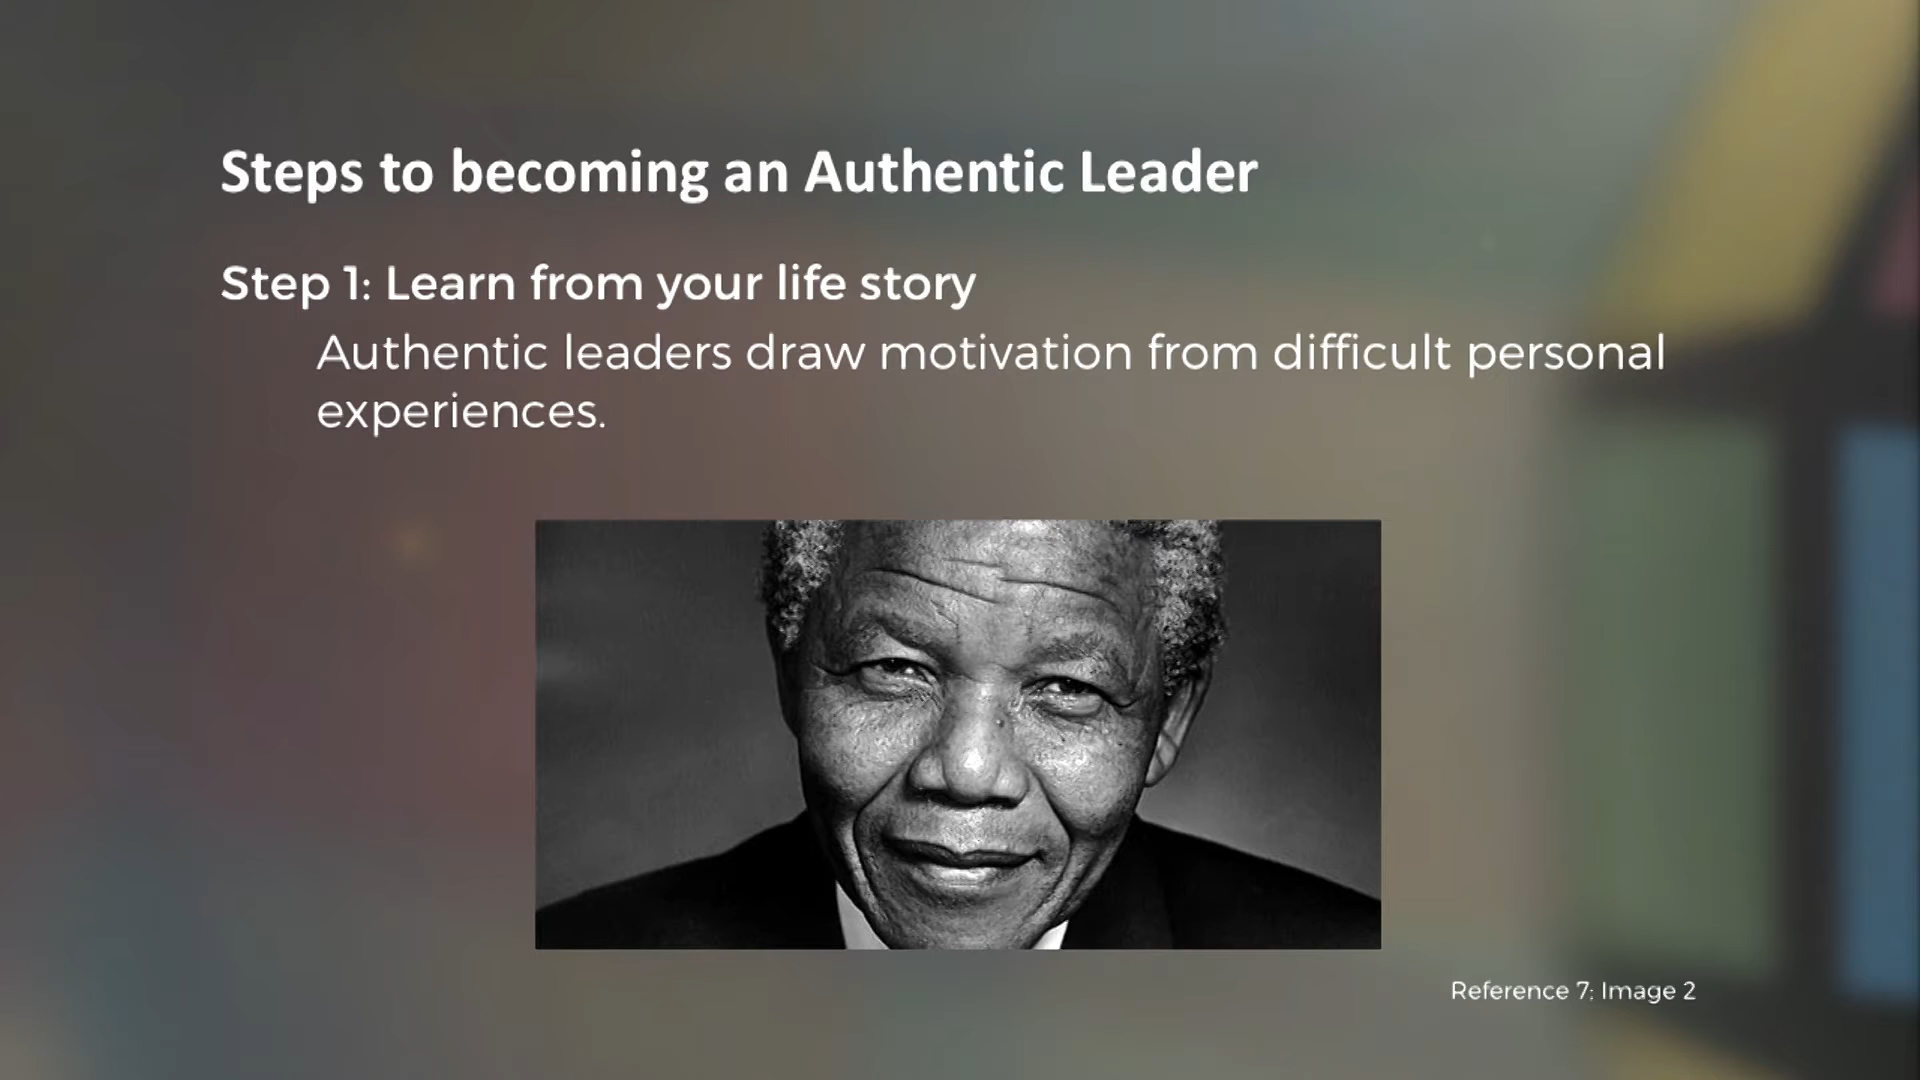 Steps to becoming an Authentic Leader
Step 1: Learn from your life story
Authentic leaders draw motivation from difficult personal
experiences.
Reference 7; Image 2